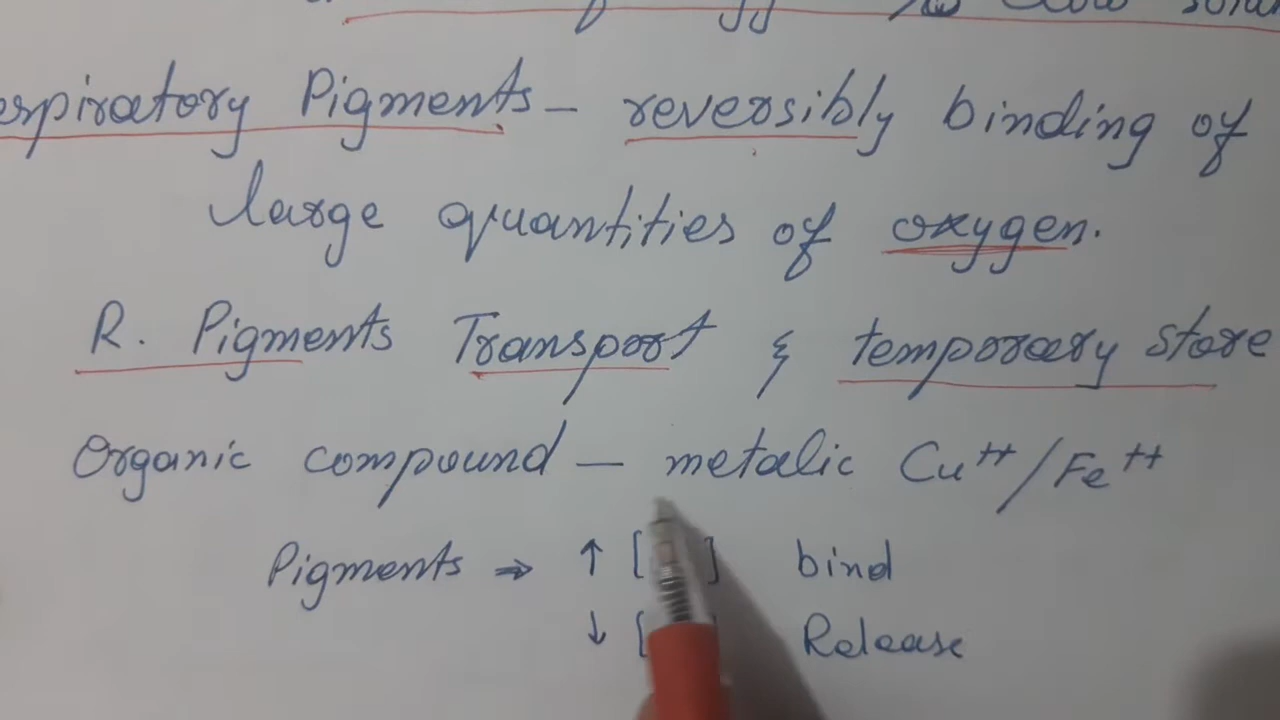 espiratory Pigments - reversibly binding of
large quantities of oxygen.
R. Pigments Transport & temporary store
Organic compound - metalic Cu++/Fe++
Pigments ⇒ ↑ [ ] bind
↓ [ Release